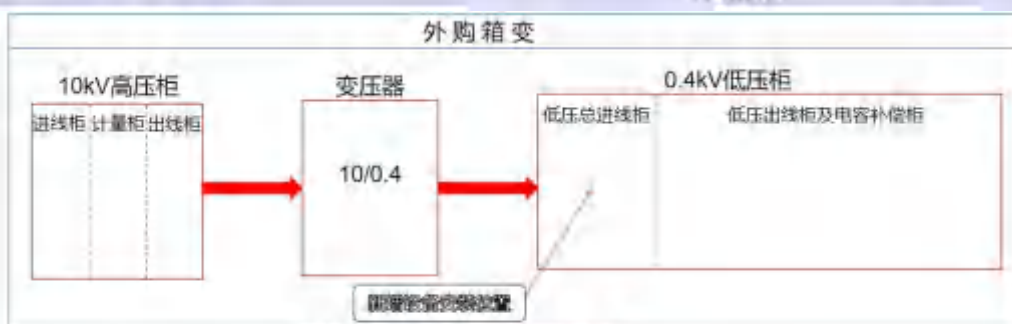 外购箱变
10kV高压柜
变压器
0.4kV低压柜
进线柜 计量柜 出线柜
低压总进线柜
低压出线柜及电容补偿柜
10/0.4